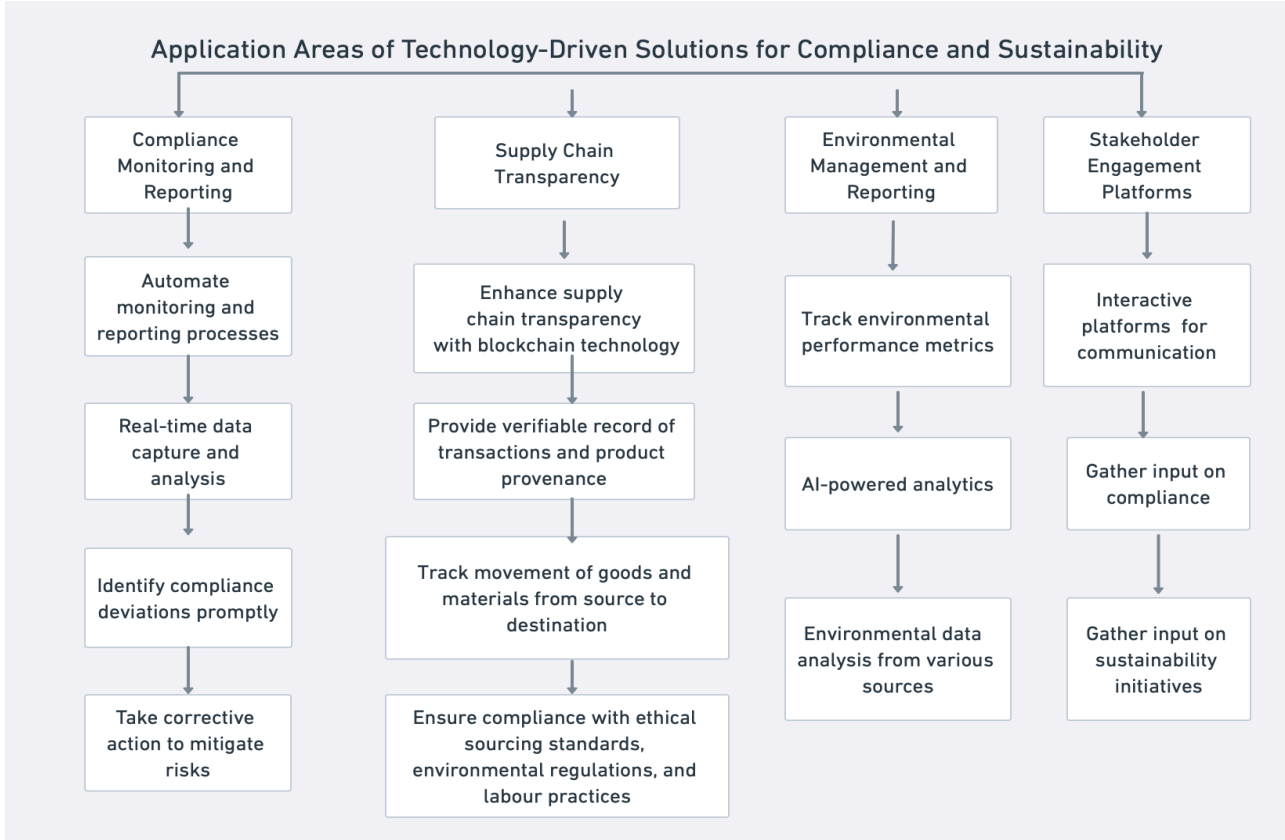 Application Areas of Technology-Driven Solutions for Compliance and Sustainability
Compliance
Monitoring and
Reporting
Automate
monitoring and
reporting processes
Real-time data
capture and
analysis
Identify compliance
deviations promptly
Take corrective
action to mitigate
risks
Supply Chain
Transparency
Enhance supply
chain transparency
with blockchain technology
Provide verifiable record of
transactions and product
provenance
Track movement of goods and
materials from source to
destination
Ensure compliance with ethical
sourcing standards,
environmental regulations, and
labour practices
Environmental
Management and
Reporting
Track environmental
performance metrics
AI-powered analytics
Environmental data
analysis from various
sources
Stakeholder
Engagement
Platforms
Interactive
platforms for
communication
Gather input on
compliance
Gather input on
sustainability
initiatives